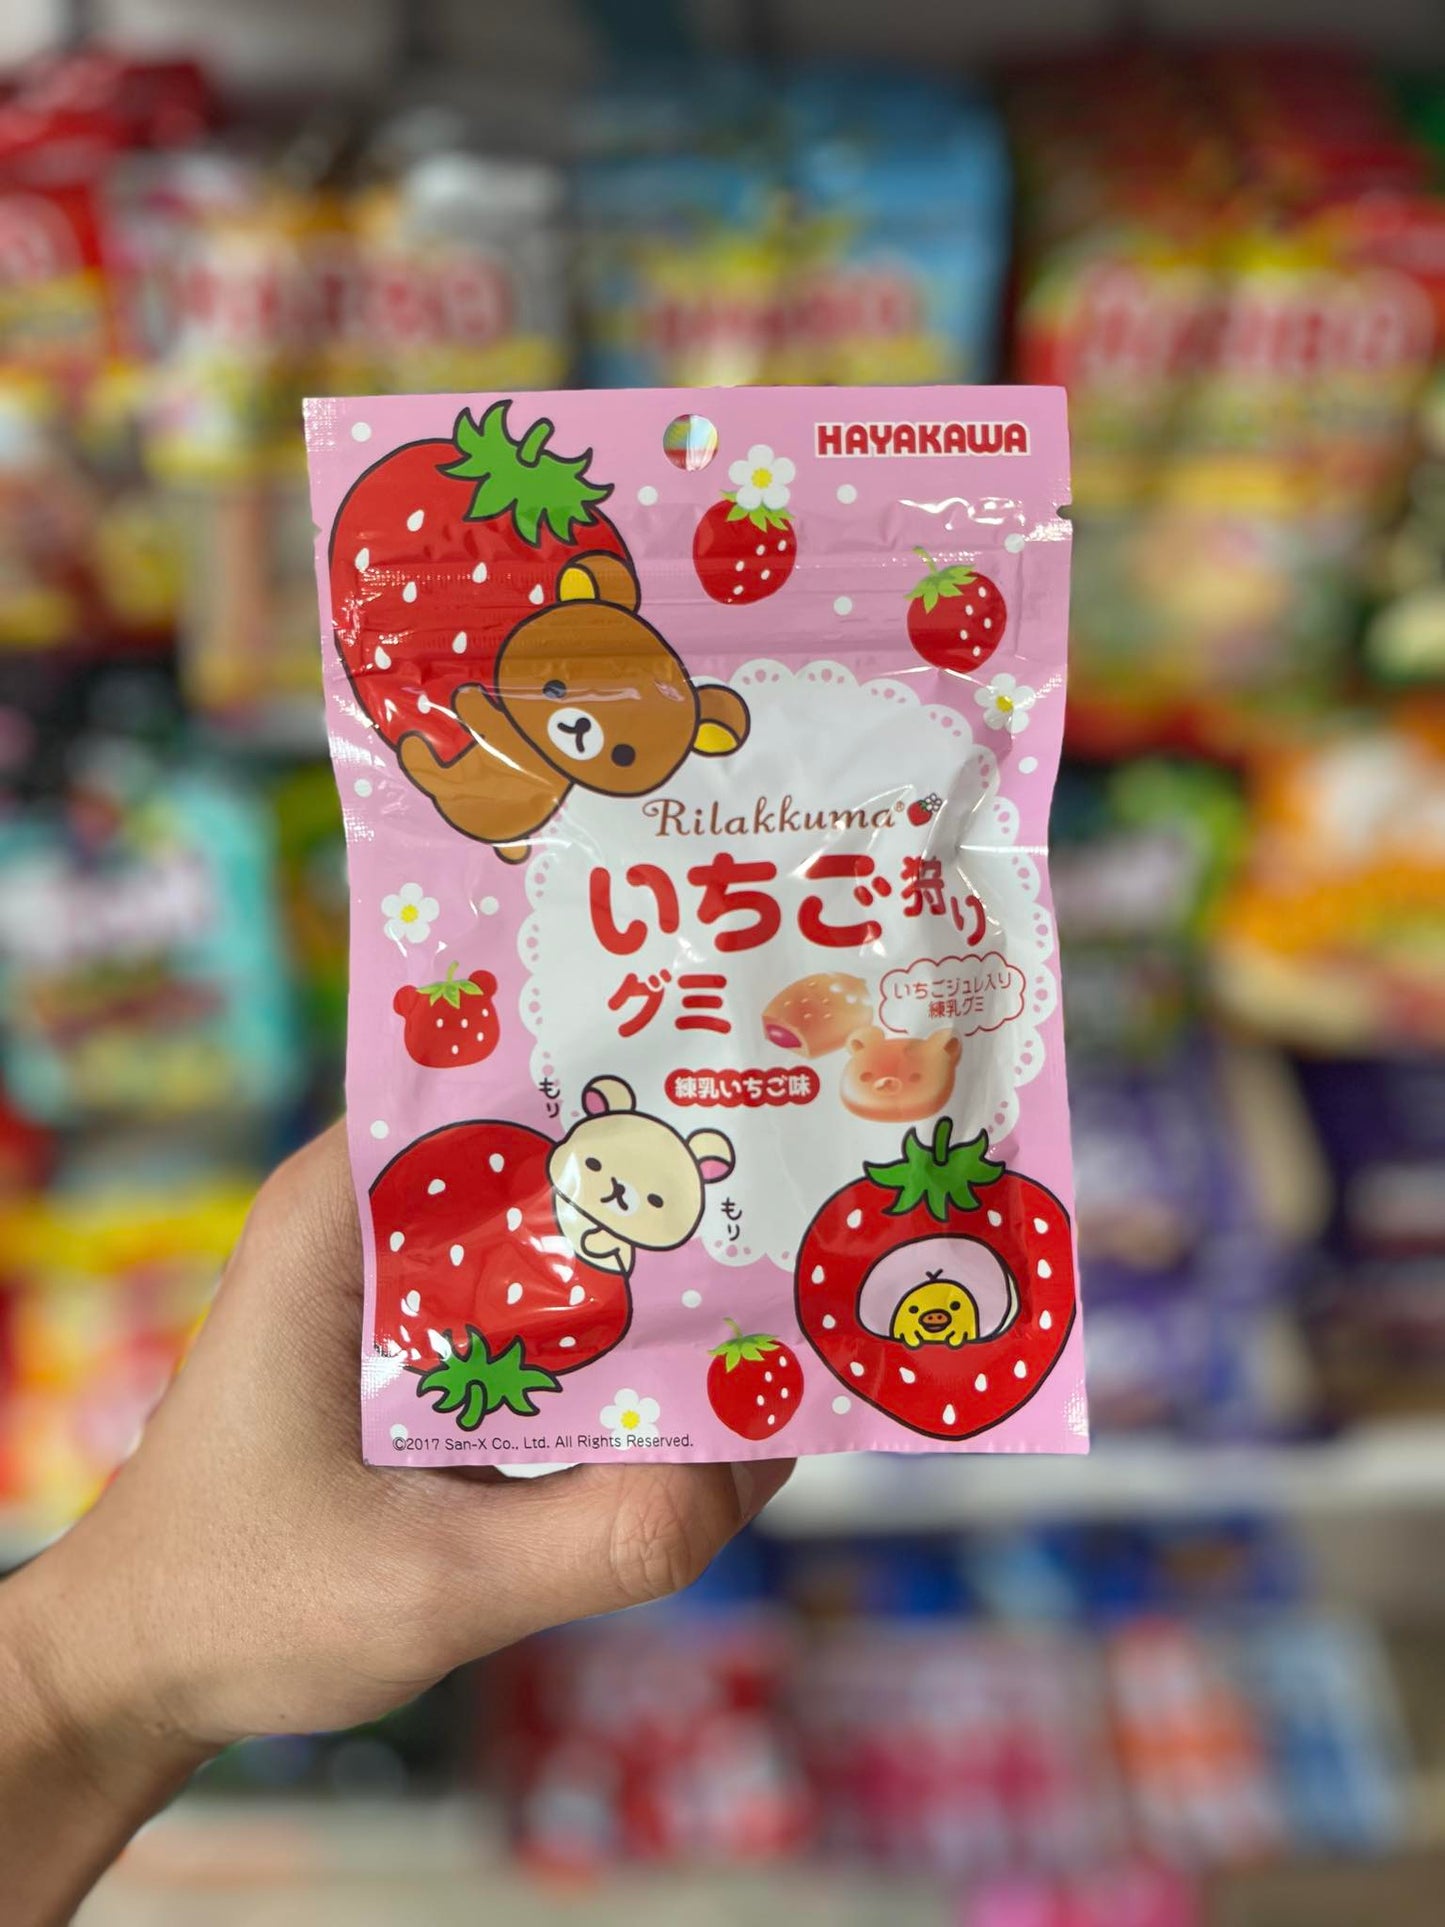 HAYAKAWA
Rilakkuma®
いちご狩り
グミ
いちごジュレ入り
練乳グミ
練乳いちご味
もり
もり
©2017 San-X Co., Ltd. All Rights Reserved.